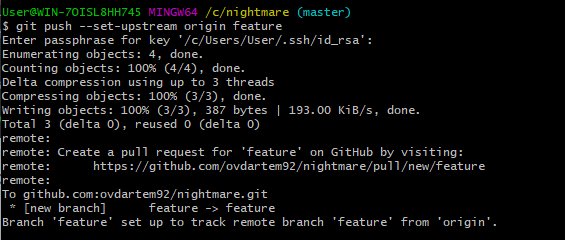 User@WIN-7OISL8HH745 MINGW64 /c/nightmare (master)
$ git push --set-upstream origin feature
Enter passphrase for key '/c/Users/User/.ssh/id_rsa':
Enumerating objects: 4, done.
Counting objects: 100% (4/4), done.
Delta compression using up to 3 threads
Compressing objects: 100% (3/3), done.
Writing objects: 100% (3/3), 387 bytes | 193.00 KiB/s, done.
Total 3 (delta 0), reused 0 (delta 0)
remote:
remote: Create a pull request for 'feature' on GitHub by visiting:
remote:      https://github.com/ovdartem92/nightmare/pull/new/feature
remote:
To github.com:ovdartem92/nightmare.git
 * [new branch]      feature -> feature
Branch 'feature' set up to track remote branch 'feature' from 'origin'.